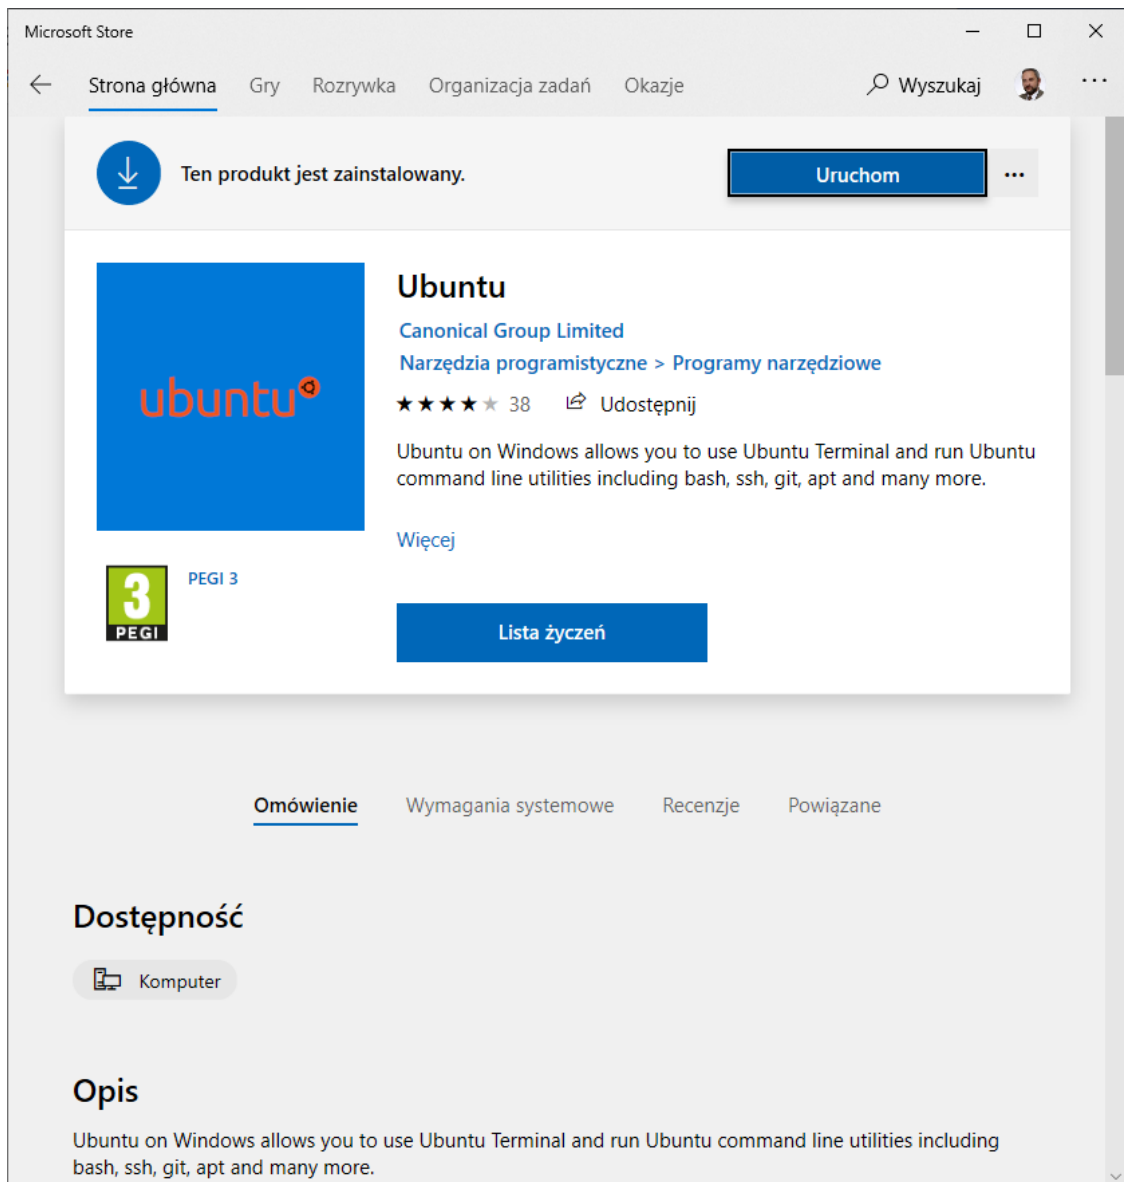 Microsoft Store
Strona główna Gry Rozrywka Organizacja zadań Okazje Wyszukaj
Ten produkt jest zainstalowany. Uruchom
ubuntu
Ubuntu
Canonical Group Limited
Narzędzia programistyczne > Programy narzędziowe
38 Udostępnij
Ubuntu on Windows allows you to use Ubuntu Terminal and run Ubuntu
command line utilities including bash, ssh, git, apt and many more.
Więcej
3
PEGI
PEGI 3
Lista życzeń
Omówienie Wymagania systemowe Recenzje Powiązane
Dostępność
Komputer
Opis
Ubuntu on Windows allows you to use Ubuntu Terminal and run Ubuntu command line utilities including
bash, ssh, git, apt and many more.